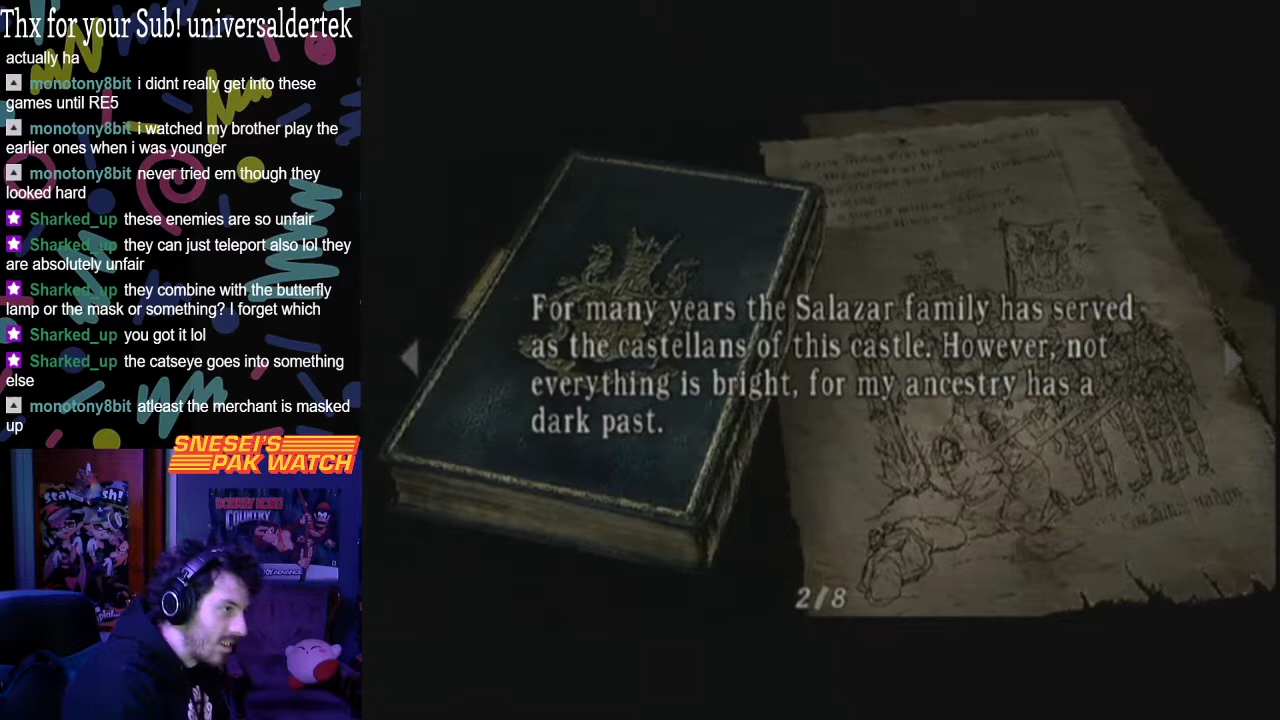 Thx for your Sub! universaldertek
actually ha
monotony8bit i didnt really get into these
games until RE5
monotony8bit i watched my brother play the
earlier ones when i was younger
monotony8bit never tried em though they
looked hard
Sharked_up these enemies are so unfair
Sharked_up they can just teleport also lol they
are absolutely unfair
Sharked_up they combine with the butterfly
lamp or the mask or something? I forget which
Sharked_up you got it lol
Sharked_up the catseye goes into something
else
monotony8bit atleast the merchant is masked
up
SNESEI'S
PAK WATCH
DONKEY KONG
COUNTRY
For many years the Salazar family has served
as the castellans of this castle. However, not
everything is bright, for my ancestry has a
dark past.
2/8